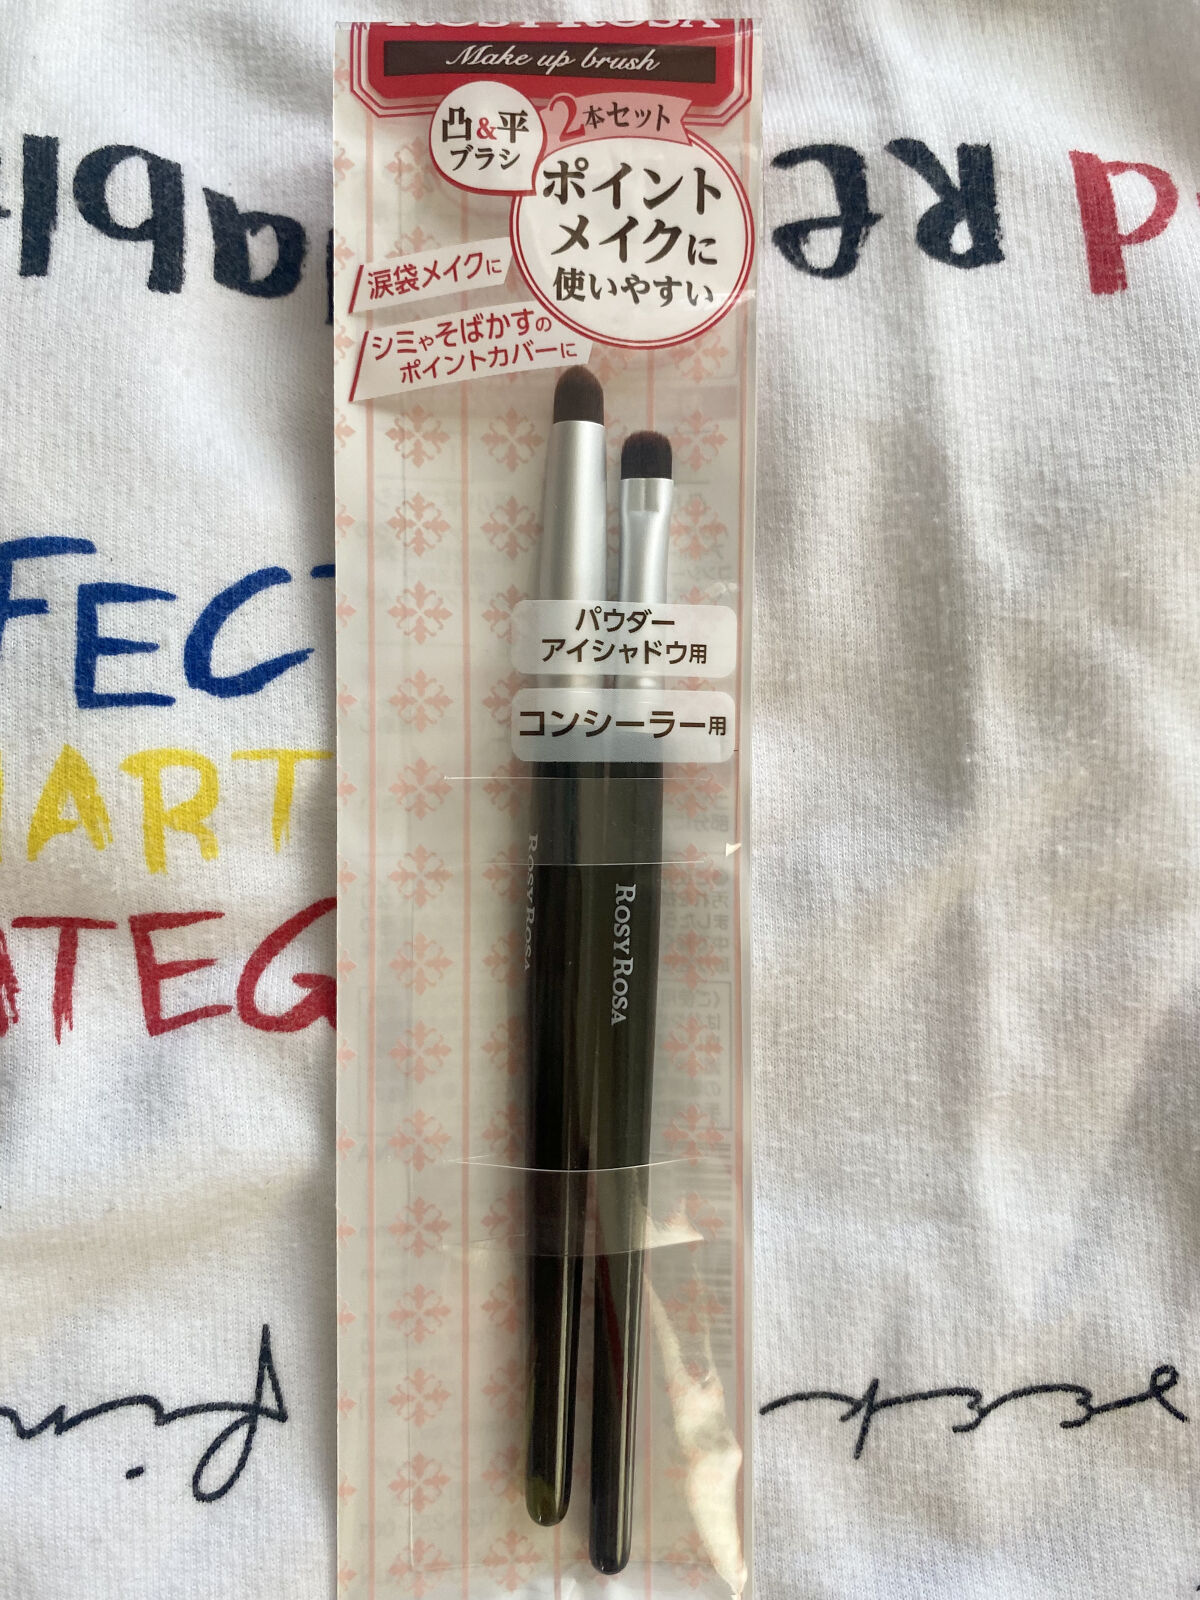 ROSY ROSA
Make up brush
凸&平
ブラシ
2本セット
ポイント
メイクに
使いやすい
涙袋メイクに
シミやそばかすの
ポイントカバーに
パウダー
アイシャドウ用
コンシーラー用
ROSY ROSA
ROSY ROSA
FECT
ART
ATEG